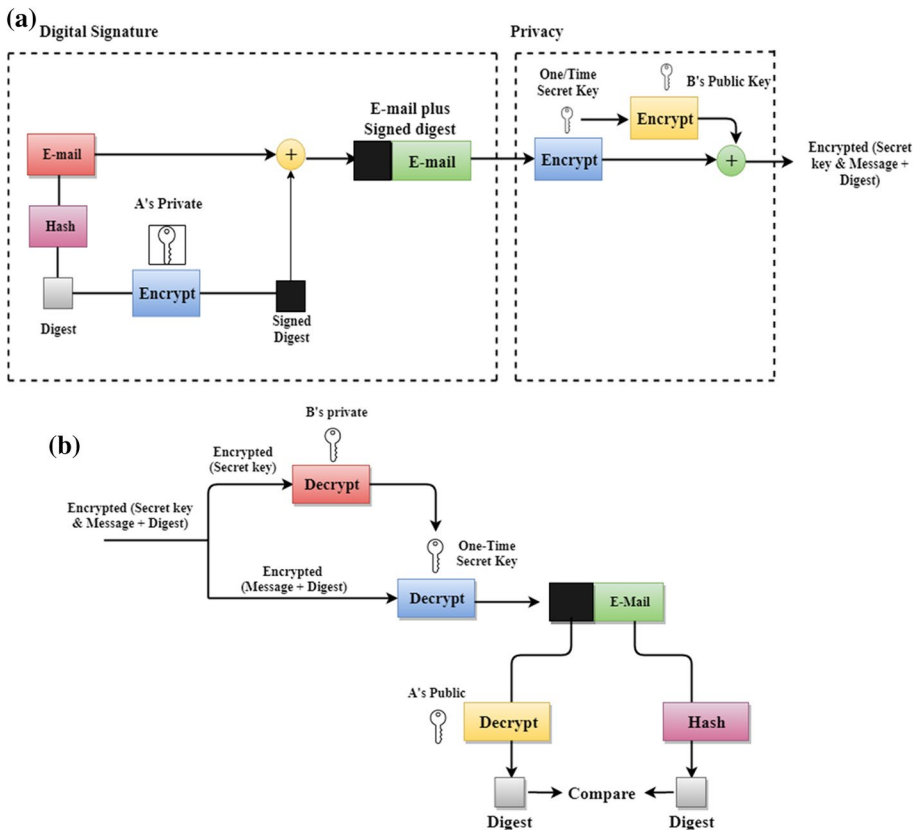 (a)
Digital Signature
Privacy
One/Time
Secret Key
B's Public Key
E-mail plus
Signed digest
Encrypt
E-mail
E-mail
Encrypt
Encrypted (Secret
key & Message +
Digest)
Hash
A's Private
Encrypt
Digest
Signed
Digest
(b)
B's private
Encrypted
(Secret key)
Decrypt
Encrypted (Secret key
& Message + Digest)
One-Time
Secret Key
Encrypted
(Message + Digest)
Decrypt
E-Mail
A's Public
Decrypt
Hash
Compare
Digest
Digest